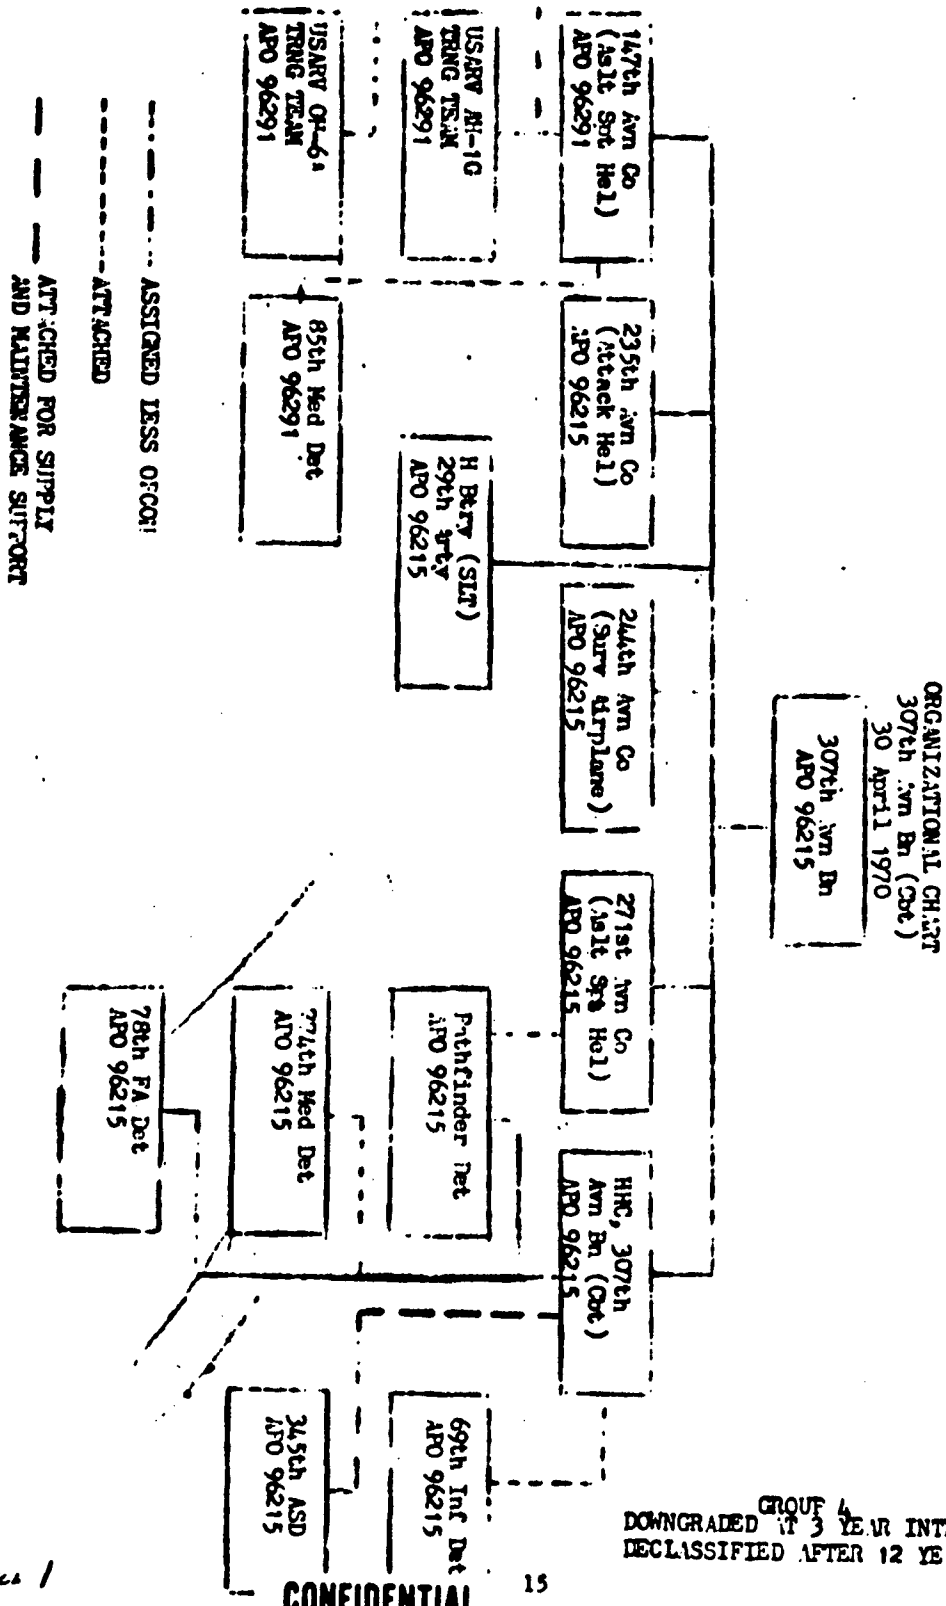 ORGANIZATIONAL CHART
307th Avn Bn (Cbt)
30 April 1970
307th Avn Bn
APO 96215
147th Avn Co
(Aslt Spt Hel)
APO 96291
235th Avn Co
(Attack Hel)
APO 96215
244th Avn Co
(Surv Airplane)
APO 96215
271st Avn Co
(Aslt Spt Hel)
APO 96215
HHC, 307th
Avn Bn (Cbt)
APO 96215
USARV AH-1G
TRNG TEAM
APO 96291
H Btry (SLT)
29th Arty
APO 96215
Pathfinder Det
APO 96215
69th Inf Det
APO 96215
USARV OH-6A
TRNG TEAM
APO 96291
85th Med Det
APO 96291
774th Med Det
APO 96215
345th ASD
APO 96215
78th FA Det
APO 96215
ASSIGNED LESS OPCON
ATTACHED
ATTACHED FOR SUPPLY
AND MAINTENANCE SUPPORT
GROUP 4
DOWNGRADED AT 3 YEAR INTE
DECLASSIFIED AFTER 12 YE
15
CONFIDENTIAL